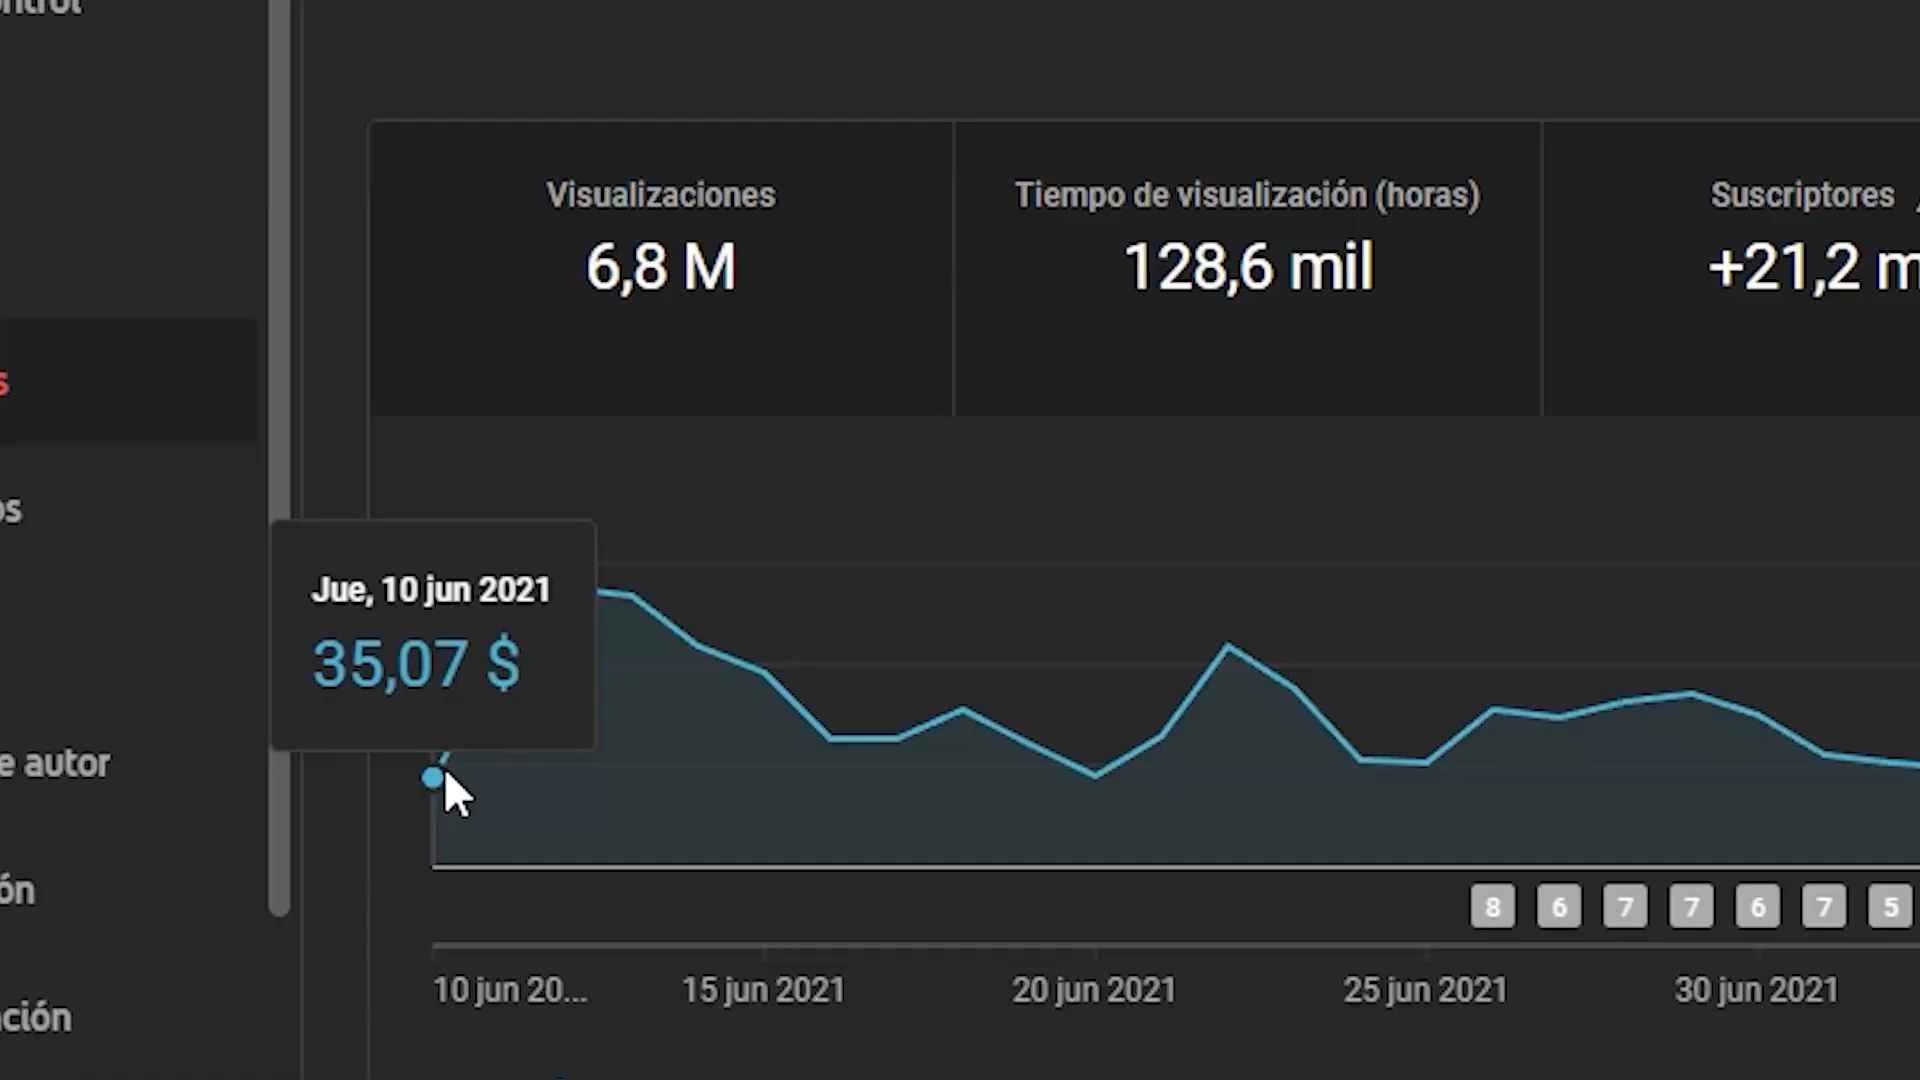 Visualizaciones
6,8 M
Tiempo de visualización (horas)
128,6 mil
Suscriptores
+21,2
Jue, 10 jun 2021
35,07 $
os
e autor
ón
ción
8 6 7 7 6 7 5
10 jun 20... 15 jun 2021 20 jun 2021 25 jun 2021 30 jun 2021